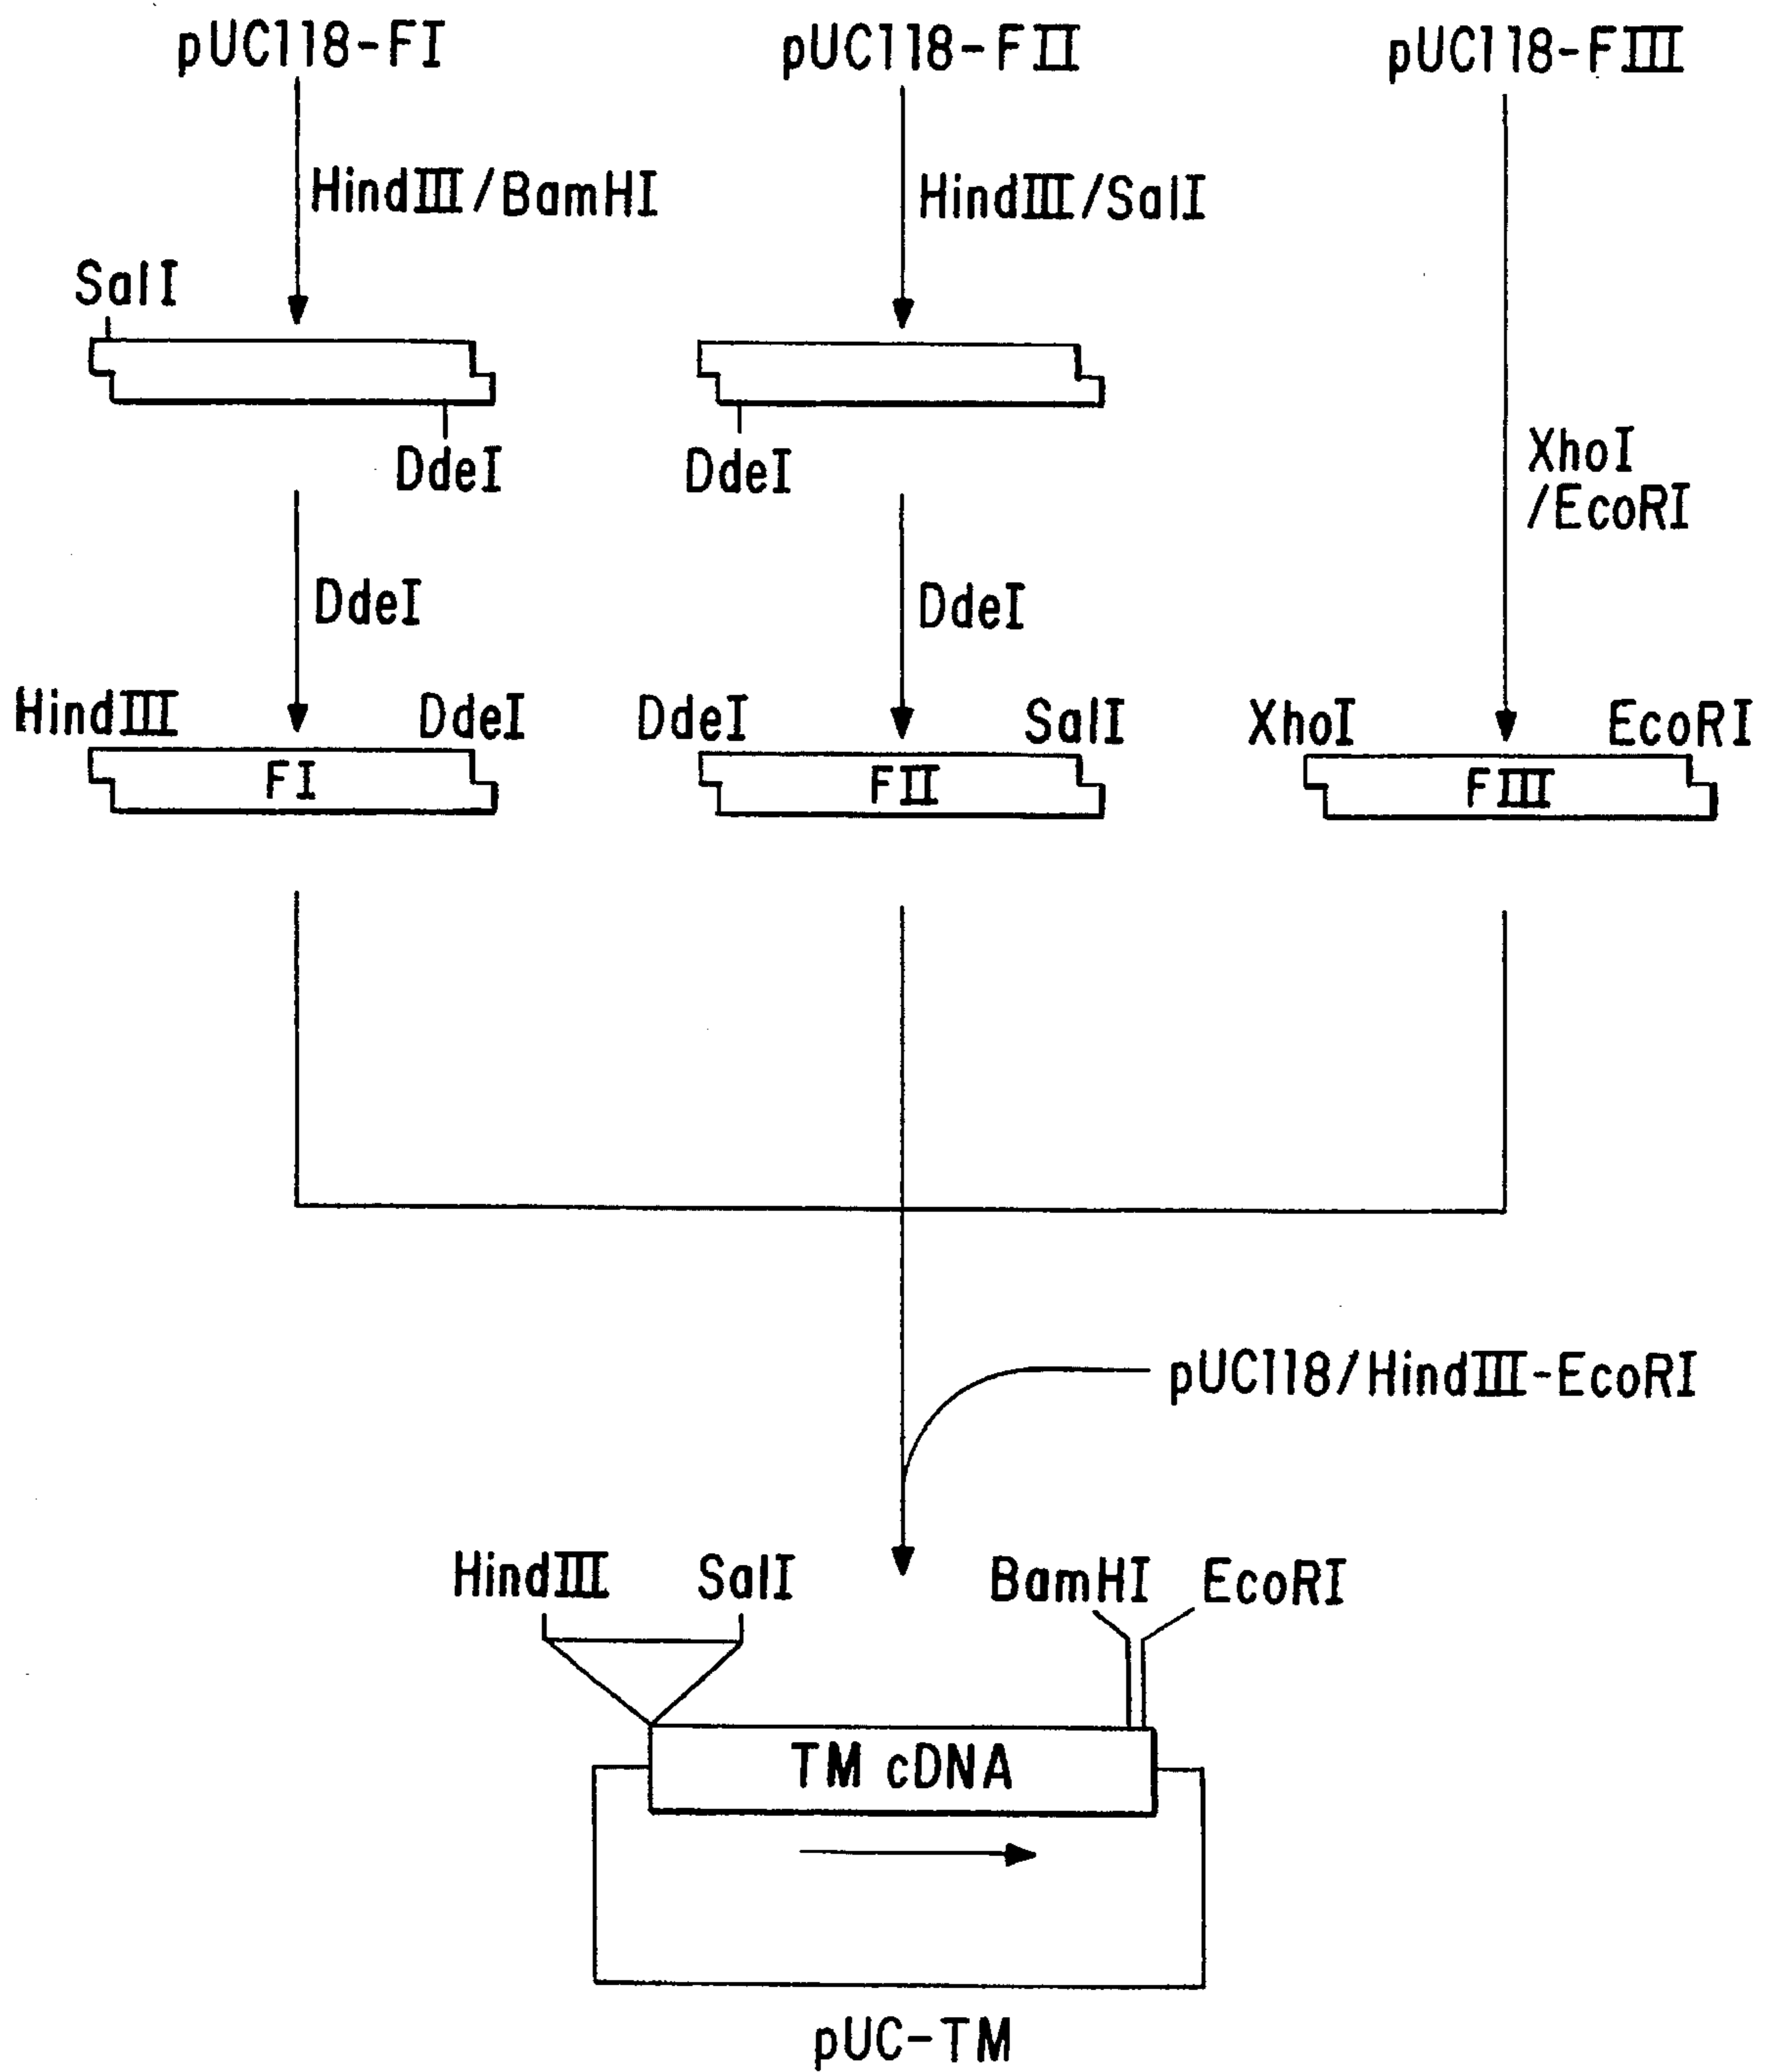 pUC118-FI
pUC118-FII
pUC118-FIII
HindIII/BamHI
HindIII/SalI
SalI
DdeI
DdeI
XhoI
/EcoRI
DdeI
DdeI
HindIII
DdeI
DdeI
SalI
XhoI
EcoRI
FI
FII
FIII
pUC118/HindIII-EcoRI
HindIII
SalI
BamHI
EcoRI
TM cDNA
pUC-TM